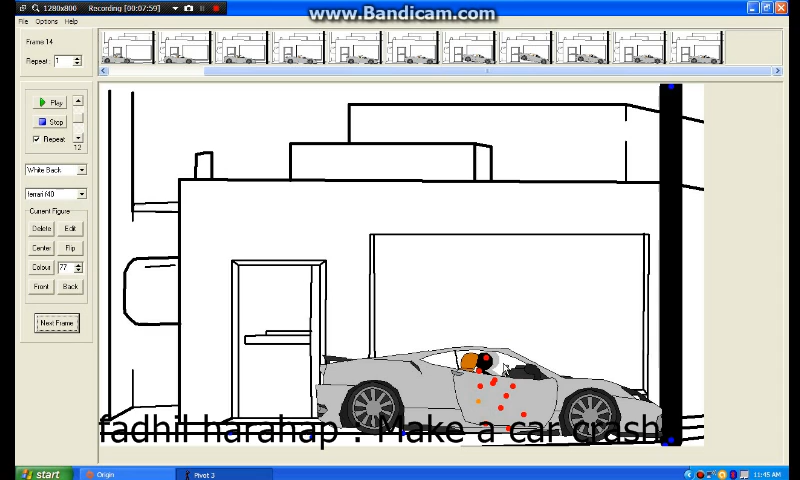 1280x800
Recording [00:07:59]
www.Bandicam.com
File Options Help
Frame 14
Repeat: 1
Play
Stop
Repeat
12
White Back
ferrari f40
Current Figure
Delete Edit
Center Flip
Colour 77
Front Back
Next Frame
fadhil harahap : Make a car crash
start
Origin
Pivot 3
11:45 AM